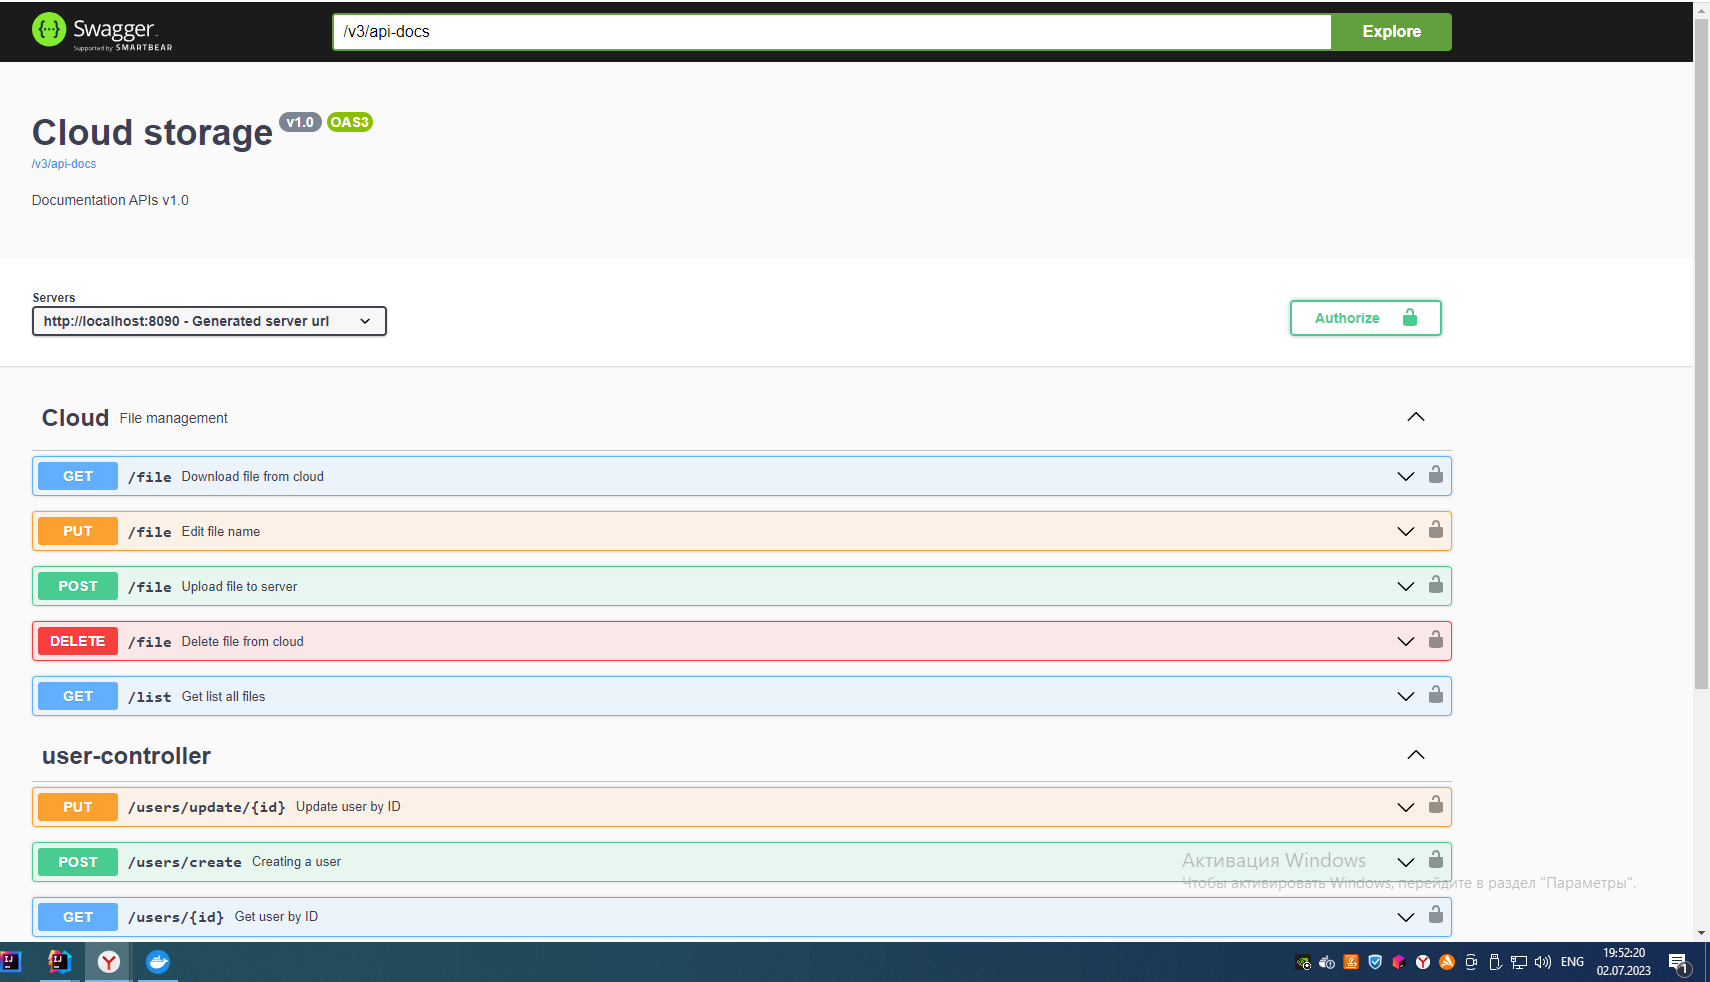 Swagger
Supported by SMARTBEAR
/v3/api-docs
Explore
Cloud storage v1.0 OAS3
/v3/api-docs
Documentation APIs v1.0
Servers
http://localhost:8090 - Generated server url
Authorize
Cloud File management
GET /file Download file from cloud
PUT /file Edit file name
POST /file Upload file to server
DELETE /file Delete file from cloud
GET /list Get list all files
user-controller
PUT /users/update/{id} Update user by ID
POST /users/create Creating a user
Активация Windows
Чтобы активировать Windows, перейдите в раздел "Параметры".
GET /users/{id} Get user by ID
IJ
IJ
ENG
19:52:20
02.07.2023
1